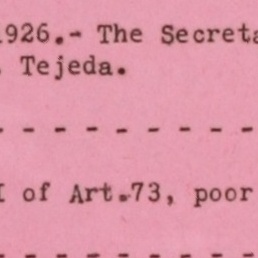 1926.- The Secreta
Tejeda.
- - - - - - - - -
I of Art.73, poor
- - - - - - - - -